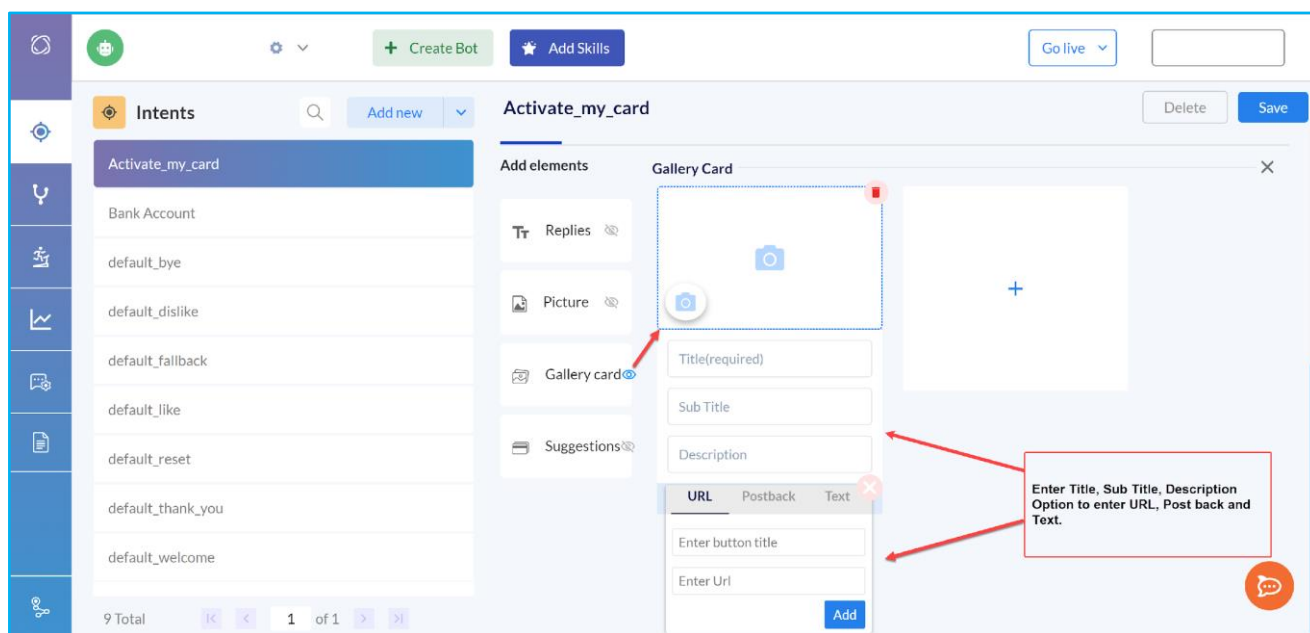 Create Bot
Add Skills
Go live
Intents
Add new
Activate_my_card
Delete
Save
Activate_my_card
Bank Account
default_bye
default_dislike
default_fallback
default_like
default_reset
default_thank_you
default_welcome
9 Total
1 of 1
Add elements
Replies
Picture
Gallery card
Suggestions
Gallery Card
Title(required)
Sub Title
Description
URL Postback Text
Enter button title
Enter Url
Add
Enter Title, Sub Title, Description
Option to enter URL, Post back and
Text.